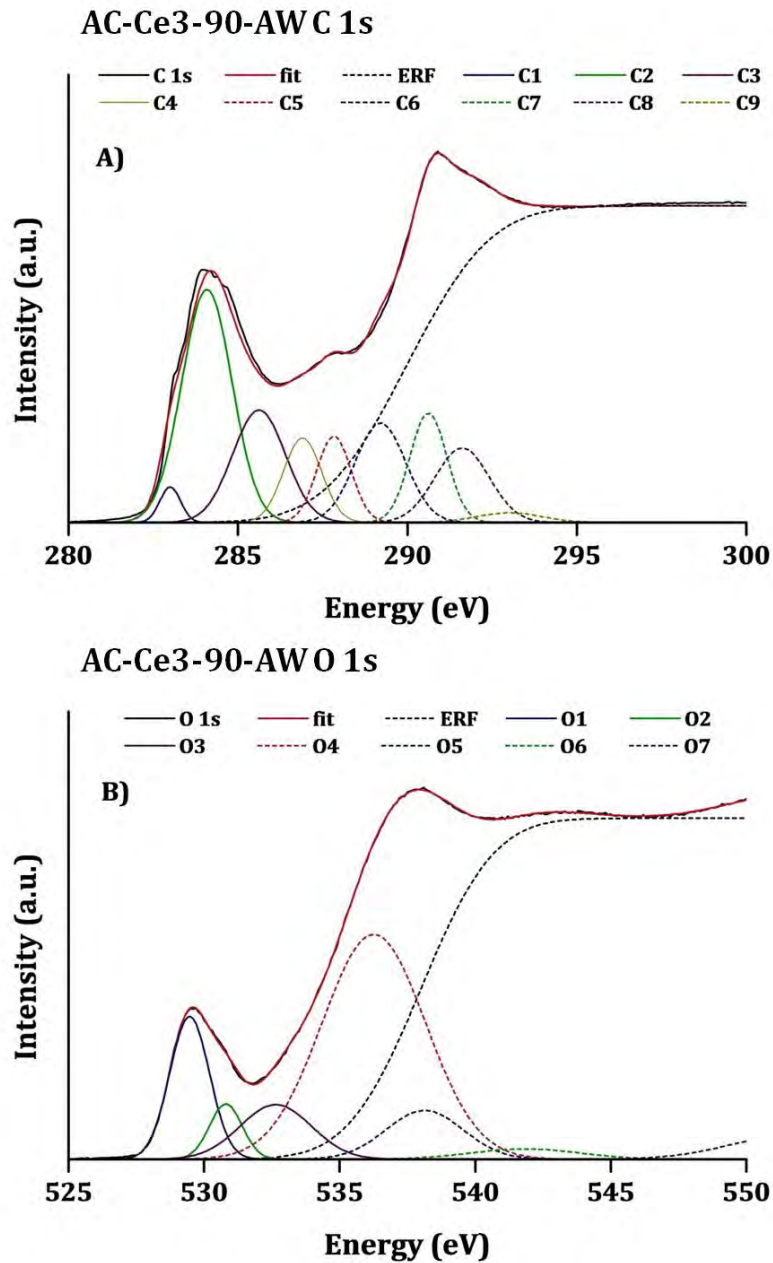 AC-Ce3-90-AW C 1s
C 1s fit ERF C1 C2 C3
C4 C5 C6 C7 C8 C9
A)
Intensity (a.u.)
280 285 290 295 300
Energy (eV)
AC-Ce3-90-AW O 1s
O 1s fit ERF O1 O2
O3 O4 O5 O6 O7
B)
Intensity (a.u.)
525 530 535 540 545 550
Energy (eV)